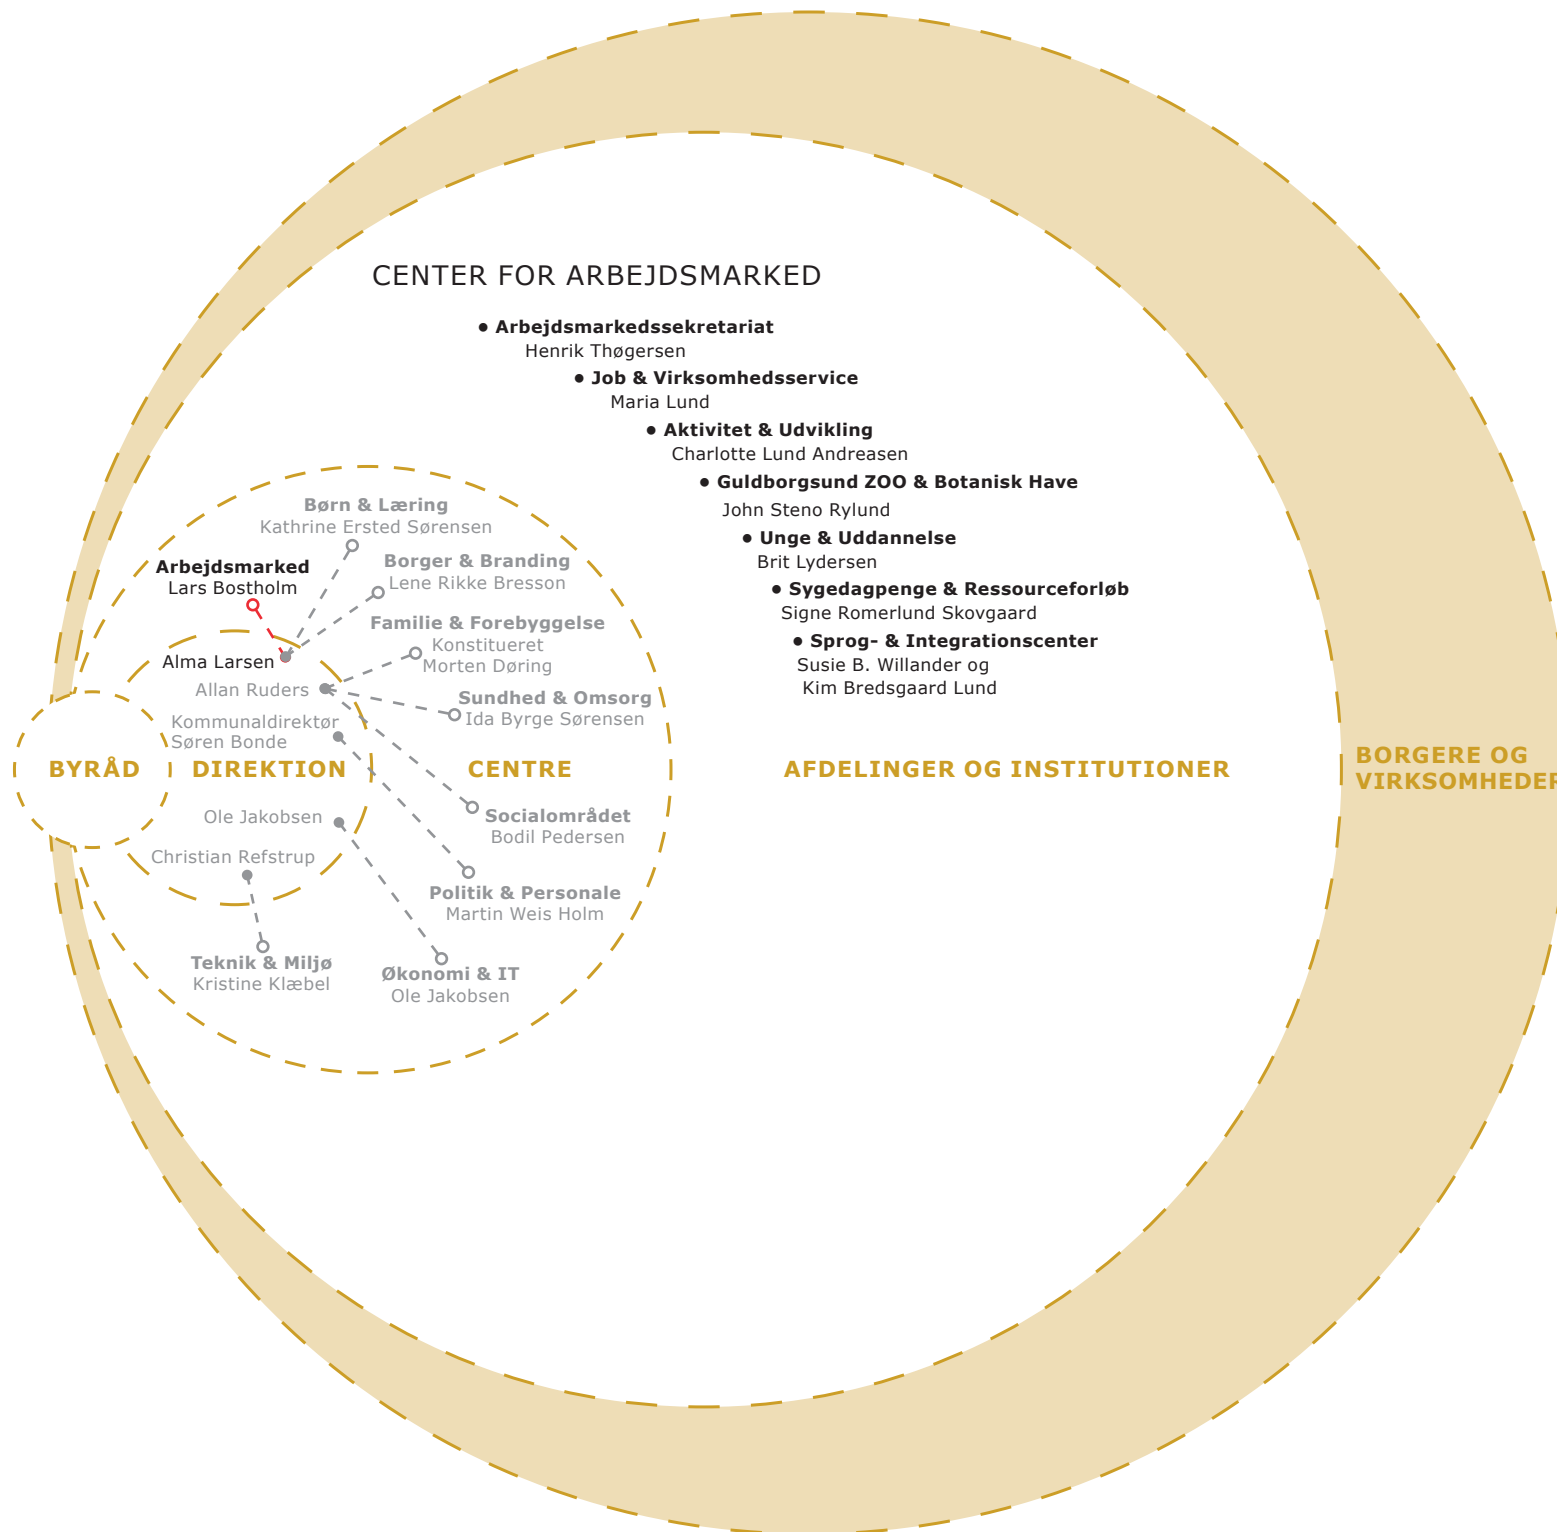 CENTER FOR ARBEJDSMARKED
• Arbejdsmarkedssekretariat
Henrik Thøgersen
• Job & Virksomhedsservice
Maria Lund
• Aktivitet & Udvikling
Charlotte Lund Andreasen
• Guldborgsund ZOO & Botanisk Have
John Steno Rylund
• Unge & Uddannelse
Brit Lydersen
• Sygedagpenge & Ressourceforløb
Signe Romerlund Skovgaard
• Sprog- & Integrationscenter
Susie B. Willander og
Kim Bredsgaard Lund
Børn & Læring
Kathrine Ersted Sørensen
Borger & Branding
Lene Rikke Bresson
Arbejdsmarked
Lars Bostholm
Familie & Forebyggelse
Konstitueret
Morten Døring
Alma Larsen
Allan Ruders
Sundhed & Omsorg
Ida Byrge Sørensen
Kommunaldirektør
Søren Bonde
BYRÅD
DIREKTION
CENTRE
AFDELINGER OG INSTITUTIONER
BORGERE OG
VIRKSOMHEDER
Ole Jakobsen
Socialområdet
Bodil Pedersen
Christian Refstrup
Politik & Personale
Martin Weis Holm
Teknik & Miljø
Kristine Klæbel
Økonomi & IT
Ole Jakobsen